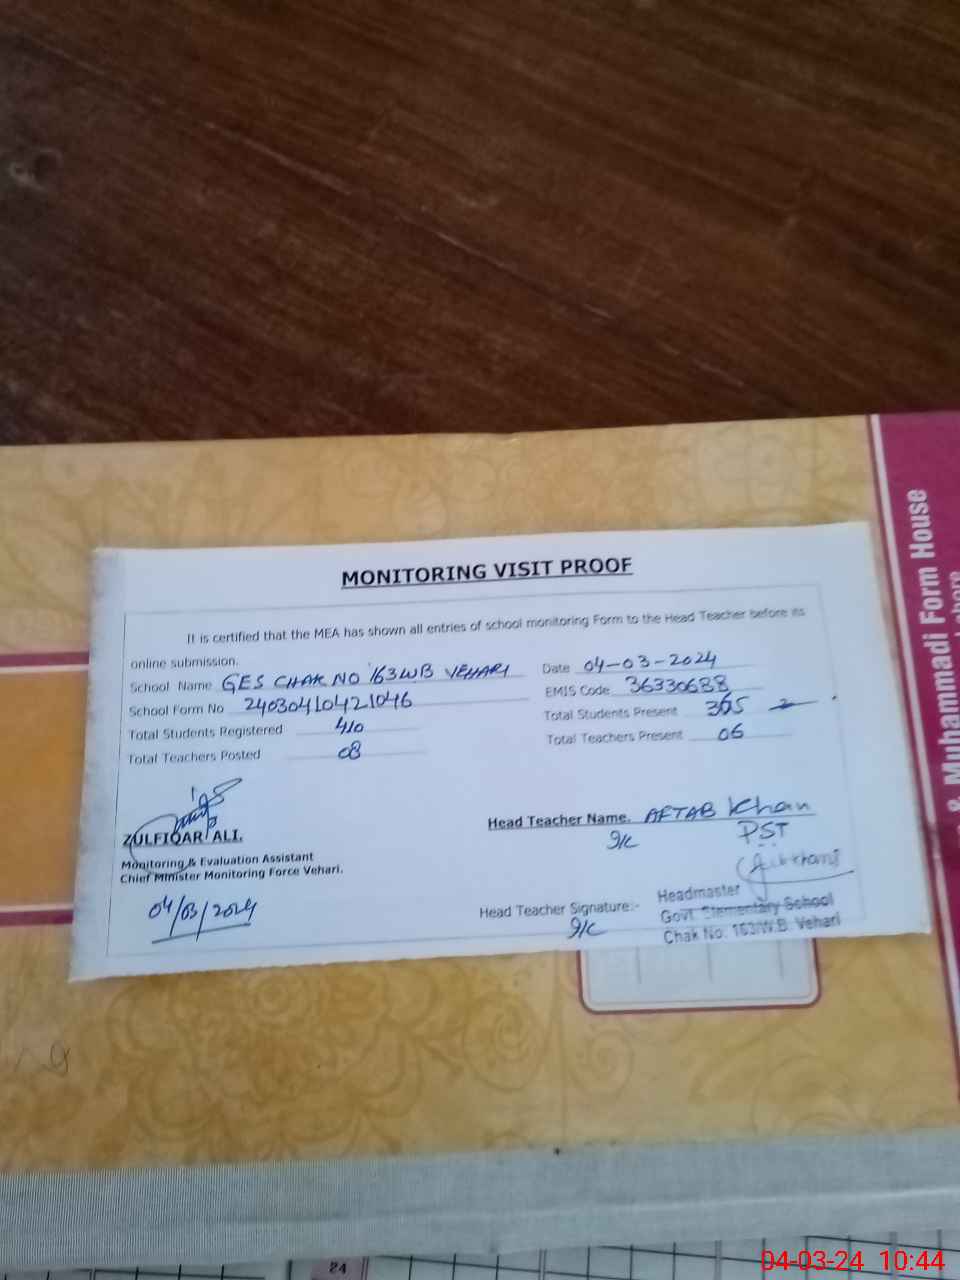 MONITORING VISIT PROOF
It is certified that the MEA has shown all entries of school monitoring Form to the Head Teacher before its
online submission.
School Name GES CHAK NO 163WB VEHARI Date 04-03-2024
School Form No 24030410421046 EMIS Code 36330688
Total Students Registered 410 Total Students Present 365
Total Teachers Posted 08 Total Teachers Present 06
ZULFIQAR ALI.
Monitoring & Evaluation Assistant
Chief Minister Monitoring Force Vehari.
04/03/2024
Head Teacher Name. AFTAB Khan
I/C PST
Head Teacher Signature:-
I/C
Headmaster
Govt. Elementary School
Chak No. 163/W.B. Vehari
& Muhammadi Form House
Lahore
24
04-03-24 10:44